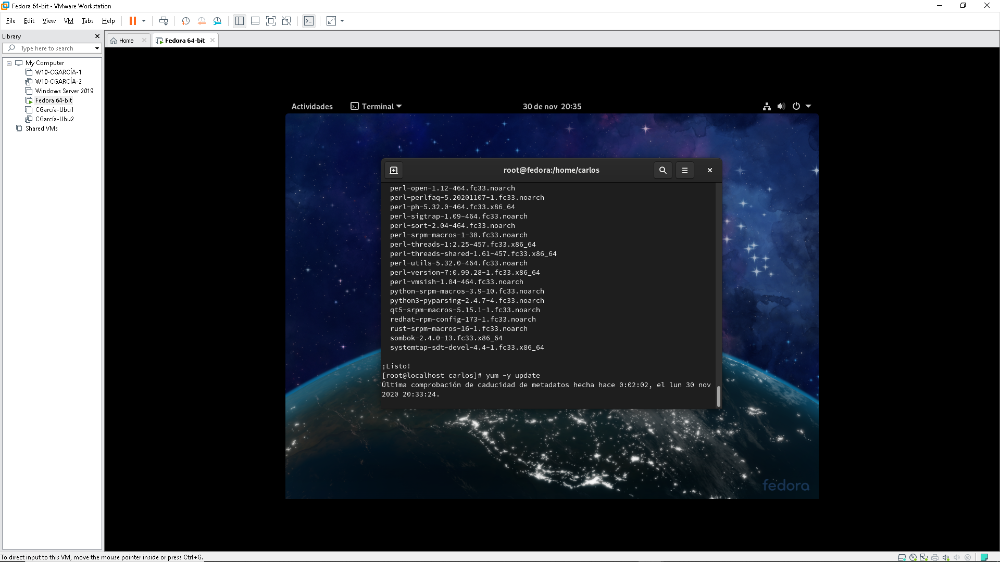 Fedora 64-bit - VMware Workstation
File Edit View VM Tabs Help
Library
Type here to search
Home
Fedora 64-bit
My Computer
W10-CGARCÍA-1
W10-CGARCÍA-2
Windows Server 2019
Fedora 64-bit
CGarcía-Ubu1
CGarcía-Ubu2
Shared VMs
Actividades Terminal 30 de nov 20:35
root@fedora:/home/carlos
perl-open-1.12-464.fc33.noarch
perl-perlfaq-5.20201107-1.fc33.noarch
perl-ph-5.32.0-464.fc33.x86_64
perl-sigtrap-1.09-464.fc33.noarch
perl-sort-2.04-464.fc33.noarch
perl-srpm-macros-1-38.fc33.noarch
perl-threads-1:2.25-457.fc33.x86_64
perl-threads-shared-1.61-457.fc33.x86_64
perl-utils-5.32.0-464.fc33.noarch
perl-version-7:0.99.28-1.fc33.x86_64
perl-vmsish-1.04-464.fc33.noarch
python-srpm-macros-3.9-10.fc33.noarch
python3-pyparsing-2.4.7-4.fc33.noarch
qt5-srpm-macros-5.15.1-1.fc33.noarch
redhat-rpm-config-173-1.fc33.noarch
rust-srpm-macros-16-1.fc33.noarch
sombok-2.4.0-13.fc33.x86_64
systemtap-sdt-devel-4.4-1.fc33.x86_64
¡Listo!
[root@localhost carlos]# yum -y update
Última comprobación de caducidad de metadatos hecha hace 0:02:02, el lun 30 nov
2020 20:33:24.
fedora
To direct input to this VM, move the mouse pointer inside or press Ctrl+G.